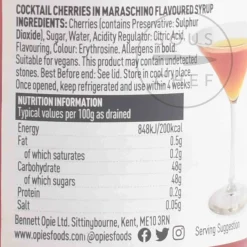 COCKTAIL CHERRIES IN MARASCHINO FLAVOURED SYRUP
INGREDIENTS:
Cherries (contains Preservative: Sulphur
Dioxide), Sugar, Water, Acidity Regulator: Citric Acid,
Flavouring, Colour: Erythrosine. Allergens in bold.
Suitable for vegans. This product may contain undetected
stones. Best Before End: See lid. Store in cool dry place.
Once opened, keep refrigerated and use within 4 weeks!
NUTRITION INFORMATION
Typical values per 100g as drained
Energy 848kJ/200kcal
Fat 0.5g
of which saturates 0.2g
Carbohydrate 48g
of which sugars 48g
Protein 0.2g
Salt 0.05g
Bennett Opie Ltd. Sittingbourne, Kent, ME10 3RN
www.opiesfoods.com @opiesfoods
Serving Suggestion